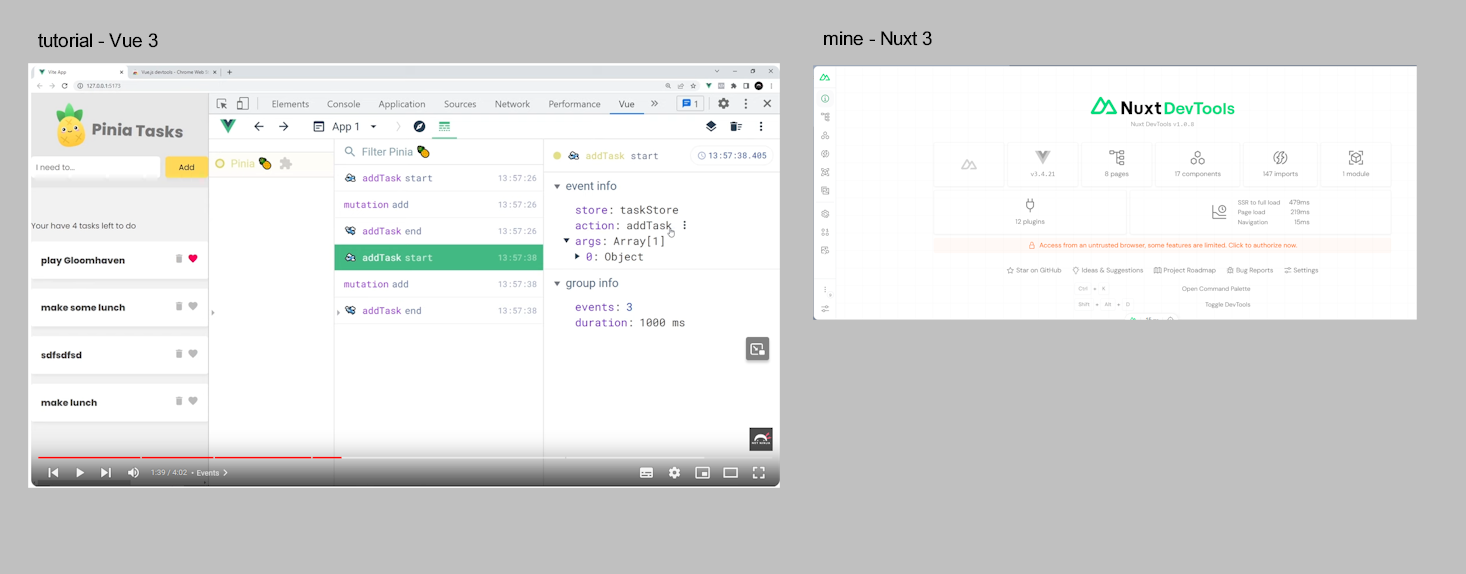 tutorial - Vue 3
mine - Nuxt 3
Vite App
Vue.js devtools - Chrome Web S
127.0.0.1:5173
Elements Console Application Sources Network Performance Vue 1
App 1
Pinia Tasks
I need to...
Add
Your have 4 tasks left to do
play Gloomhaven
make some lunch
sdfsdfsd
make lunch
Pinia
Filter Pinia
addTask start 13:57:26
mutation add 13:57:26
addTask end 13:57:26
addTask start 13:57:38
mutation add 13:57:38
addTask end 13:57:38
addTask start 13:57:38.405
event info
store: taskStore
action: addTask
args: Array[1]
0: Object
group info
events: 3
duration: 1000 ms
1:39 / 4:02 • Events
Nuxt DevTools
Nuxt DevTools v1.0.8
v3.4.21
8 pages
17 components
147 imports
1 module
12 plugins
SSR to full load 479ms
Page load 219ms
Navigation 15ms
Access from an untrusted browser, some features are limited. Click to authorize now.
Star on GitHub Ideas & Suggestions Project Roadmap Bug Reports Settings
Ctrl + K Open Command Palette
Shift + Alt + D Toggle DevTools